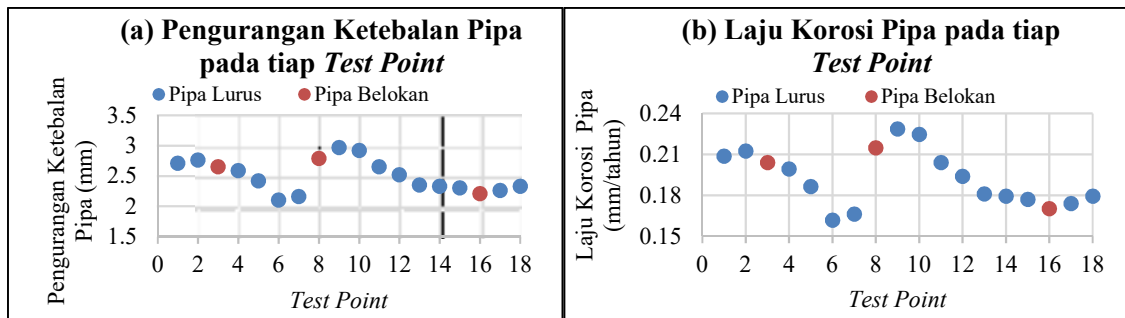 (a) Pengurangan Ketebalan Pipa
pada tiap Test Point
Pipa Lurus Pipa Belokan
Pengurangan Ketebalan
Pipa (mm)
3.5
3
2.5
2
1.5
0 2 4 6 8 10 12 14 16 18
Test Point
(b) Laju Korosi Pipa pada tiap
Test Point
Pipa Lurus Pipa Belokan
Laju Korosi Pipa
(mm/tahun)
0.24
0.21
0.18
0.15
0 2 4 6 8 10 12 14 16 18
Test Point